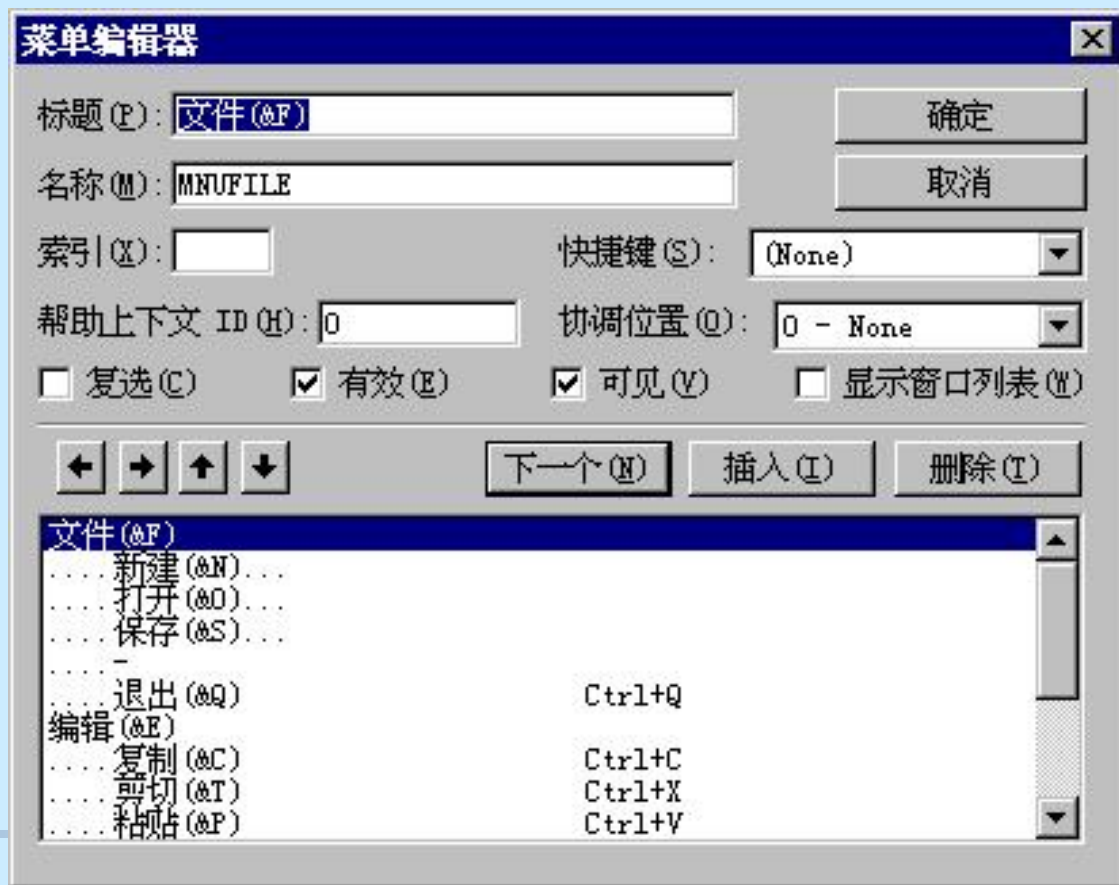 菜单编辑器
标题(P): 文件(&F) 确定
名称(M): MNUFILE 取消
索引(X): 快捷键(S): (None)
帮助上下文 ID(H): 0 协调位置(O): 0 - None
复选(C) 有效(E) 可见(V) 显示窗口列表(W)
下一个(N) 插入(I) 删除(T)
文件(&F)
....新建(&N)...
....打开(&O)...
....保存(&S)...
....-
....退出(&Q) Ctrl+Q
编辑(&E)
....复制(&C) Ctrl+C
....剪切(&T) Ctrl+X
....粘贴(&P) Ctrl+V